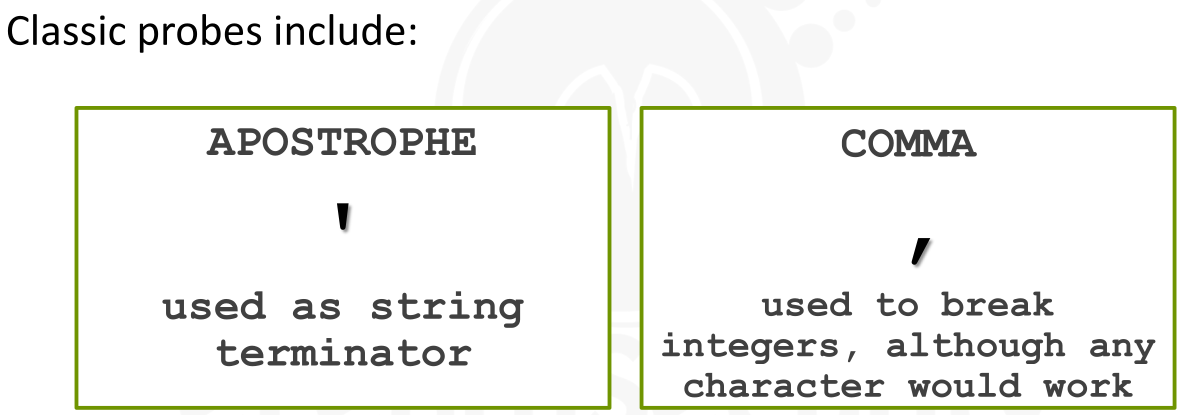 Classic probes include:
APOSTROPHE
'
used as string
terminator
COMMA
,
used to break
integers, although any
character would work